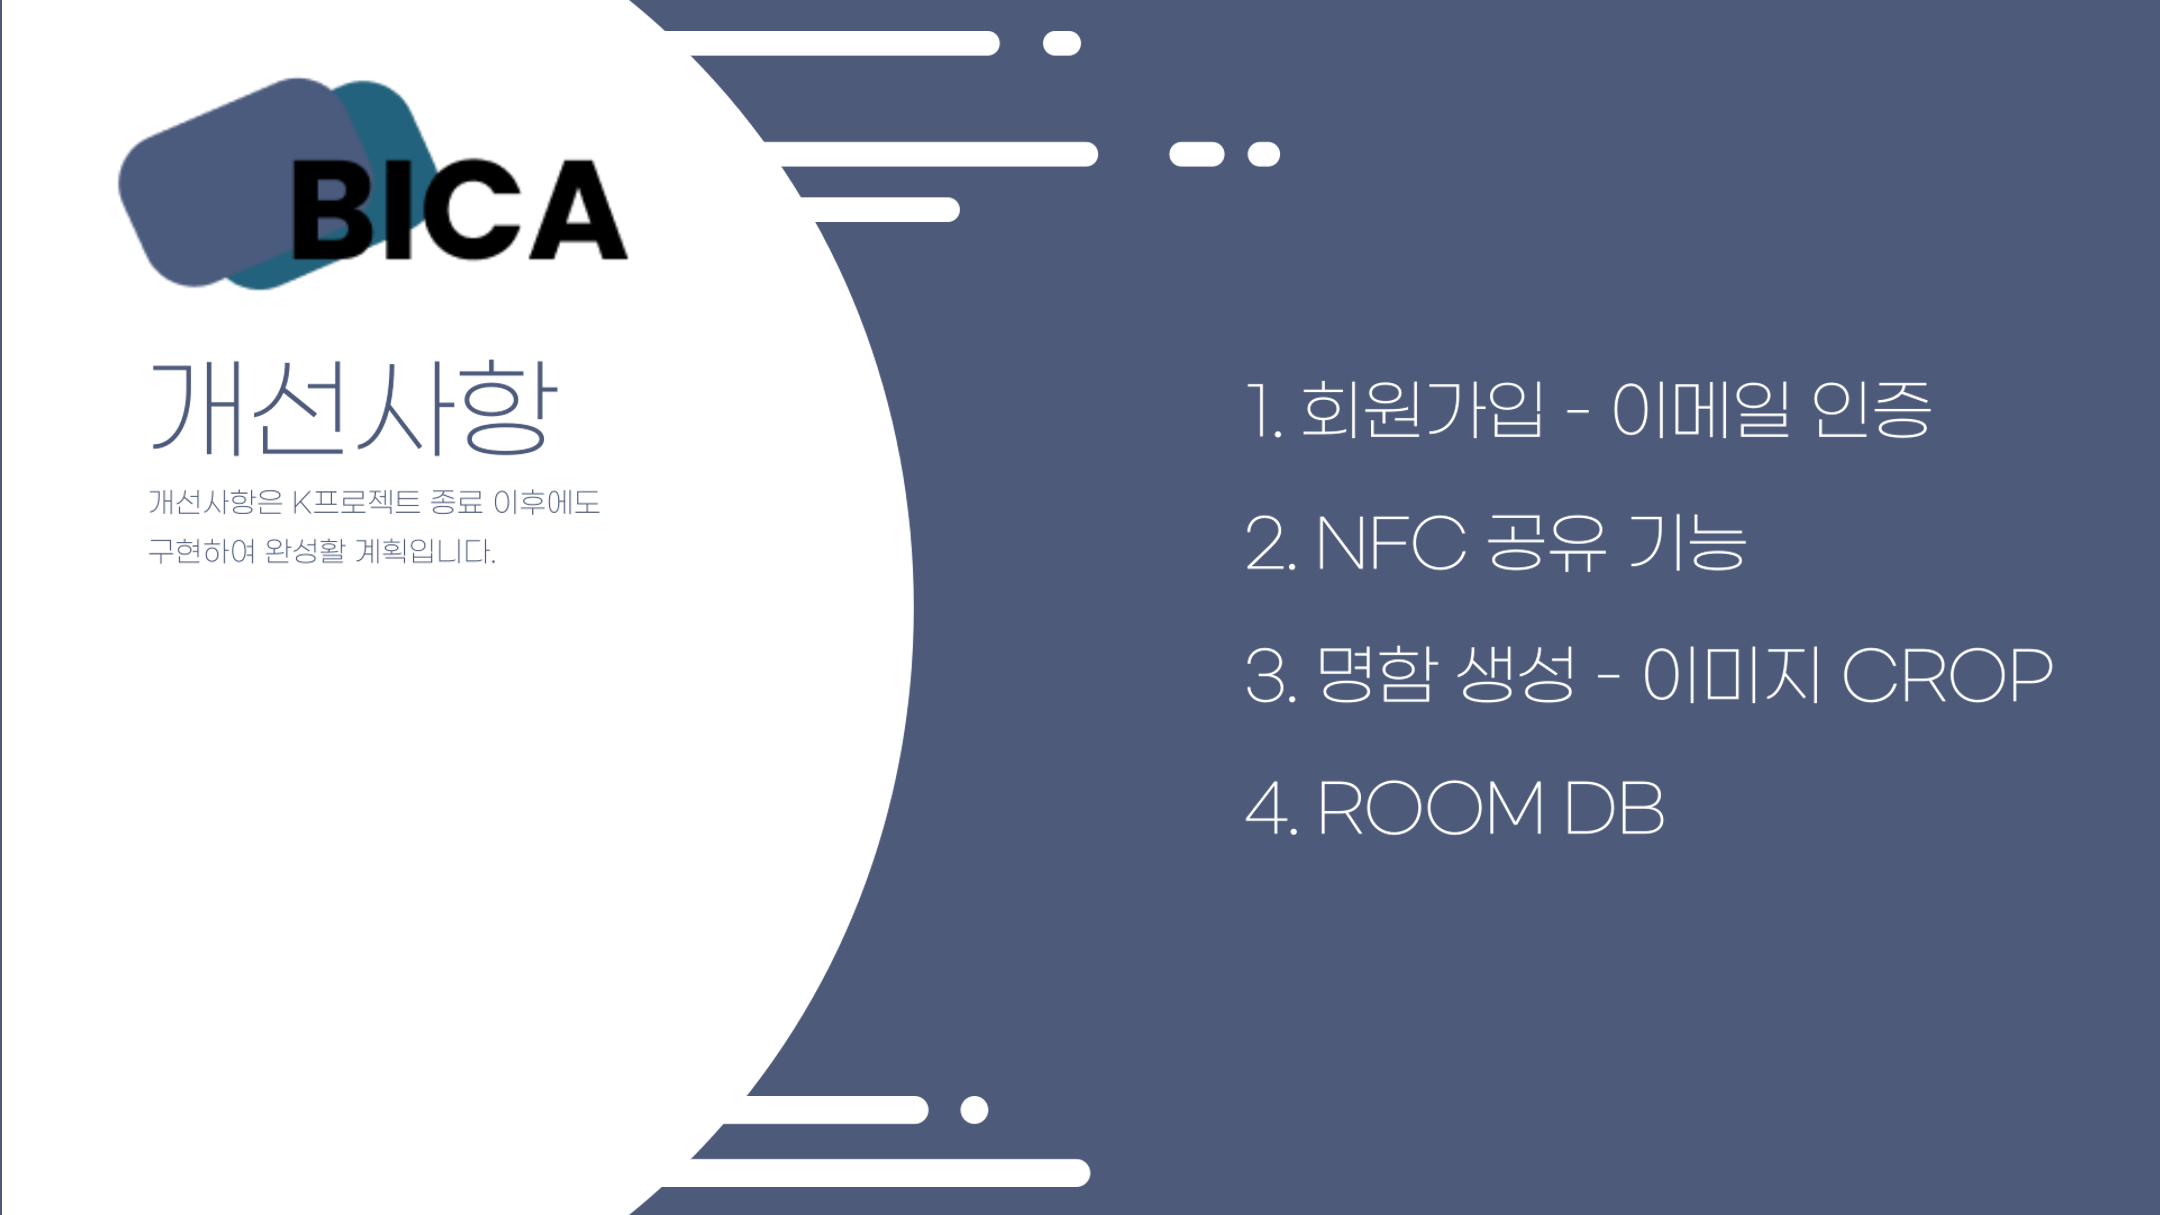 BICA
개선사항
개선사항은 K프로젝트 종료 이후에도
구현하여 완성활 계획입니다.
1. 회원가입 - 이메일 인증
2. NFC 공유 기능
3. 명함 생성 - 이미지 CROP
4. ROOM DB